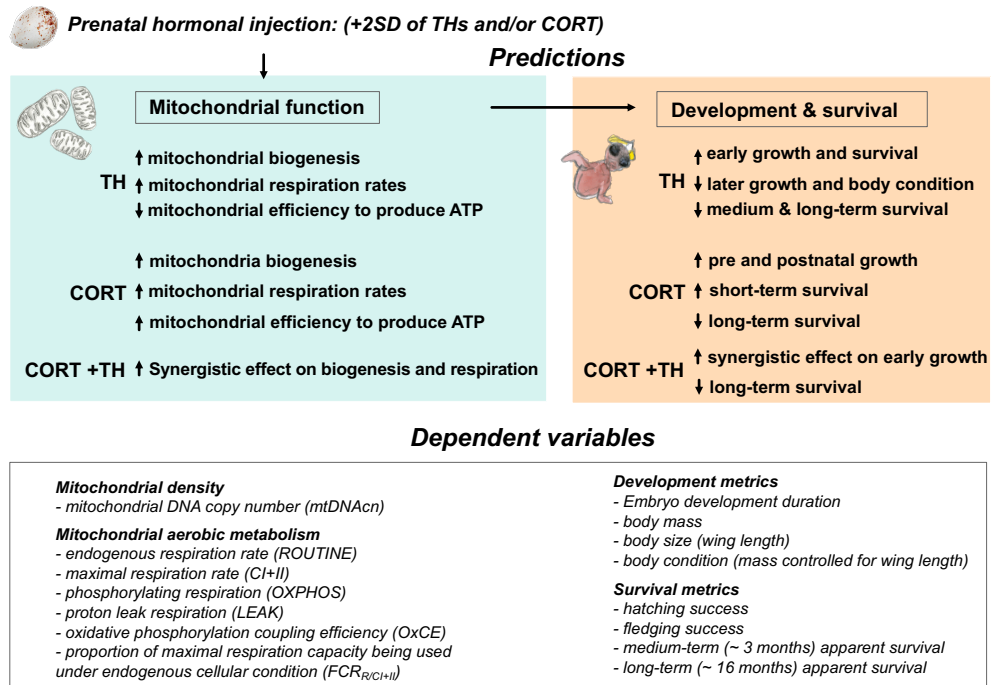 Prenatal hormonal injection: (+2SD of THs and/or CORT)
Predictions
Mitochondrial function
TH
↑ mitochondrial biogenesis
↑ mitochondrial respiration rates
↓ mitochondrial efficiency to produce ATP
CORT
↑ mitochondria biogenesis
↑ mitochondrial respiration rates
↑ mitochondrial efficiency to produce ATP
CORT +TH ↑ Synergistic effect on biogenesis and respiration
Development & survival
TH
↑ early growth and survival
↓ later growth and body condition
↓ medium & long-term survival
CORT
↑ pre and postnatal growth
↑ short-term survival
↓ long-term survival
CORT +TH
↑ synergistic effect on early growth
↓ long-term survival
Dependent variables
Mitochondrial density
- mitochondrial DNA copy number (mtDNAcn)
Mitochondrial aerobic metabolism
- endogenous respiration rate (ROUTINE)
- maximal respiration rate (CI+II)
- phosphorylating respiration (OXPHOS)
- proton leak respiration (LEAK)
- oxidative phosphorylation coupling efficiency (OxCE)
- proportion of maximal respiration capacity being used
under endogenous cellular condition (FCR R/CI+II)
Development metrics
- Embryo development duration
- body mass
- body size (wing length)
- body condition (mass controlled for wing length)
Survival metrics
- hatching success
- fledging success
- medium-term (~ 3 months) apparent survival
- long-term (~ 16 months) apparent survival